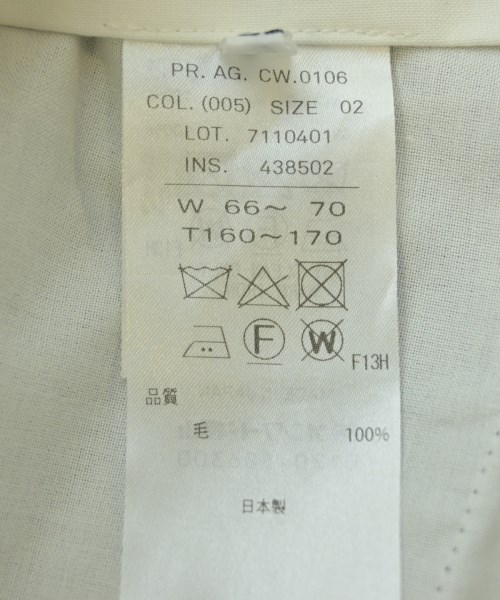 PR. AG. CW.0106
COL. (005) SIZE 02
LOT. 7110401
INS. 438502
W 66～ 70
T160～170
F W
F13H
品質
毛 100%
日本製